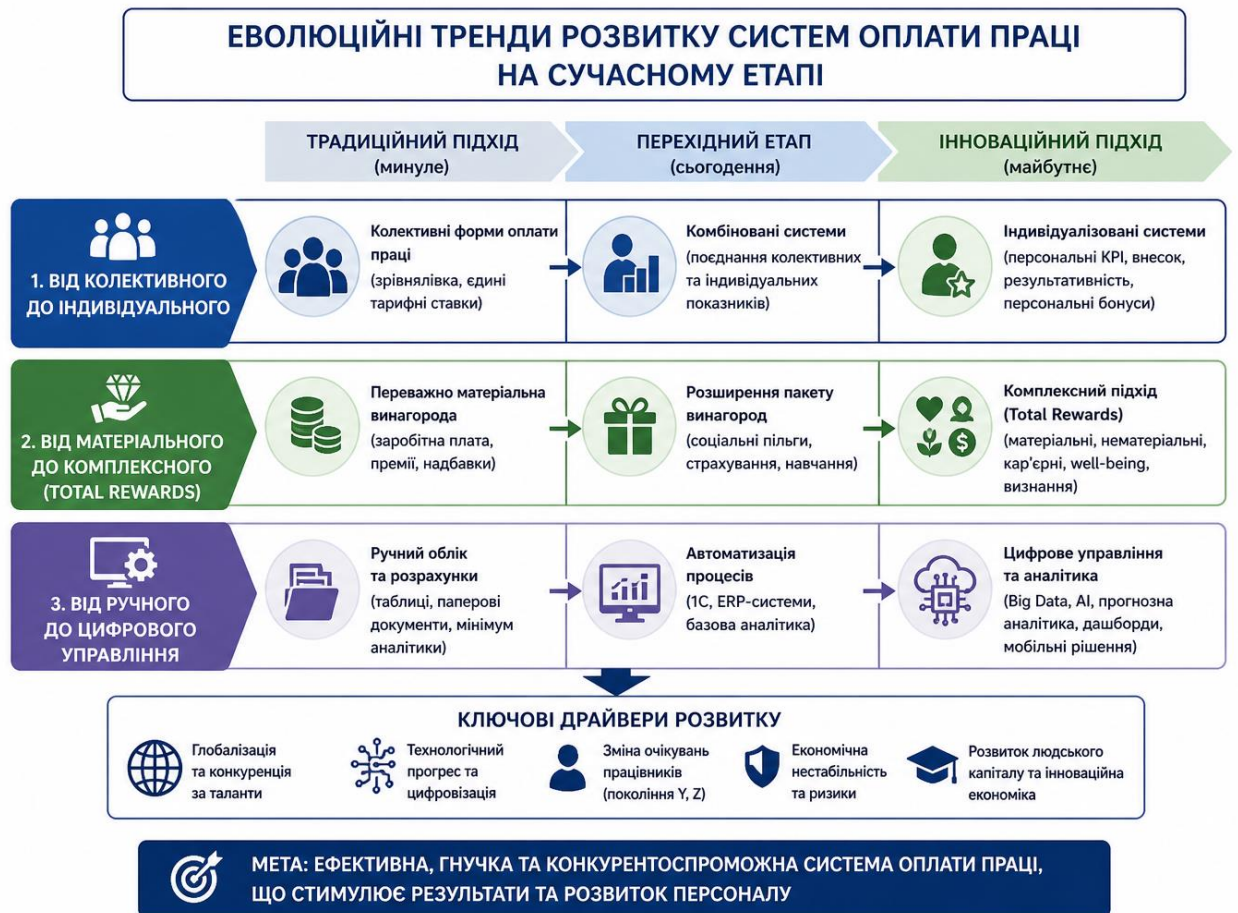 ЕВОЛЮЦІЙНІ ТРЕНДИ РОЗВИТКУ СИСТЕМ ОПЛАТИ ПРАЦІ
НА СУЧАСНОМУ ЕТАПІ
ТРАДИЦІЙНИЙ ПІДХІД
(минуле)
ПЕРЕХІДНИЙ ЕТАП
(сьогодення)
ІННОВАЦІЙНИЙ ПІДХІД
(майбутнє)
1. ВІД КОЛЕКТИВНОГО
ДО ІНДИВІДУАЛЬНОГО
Колективні форми оплати
праці
(зрівнялівка, єдині
тарифні ставки)
Комбіновані системи
(поєднання колективних
та індивідуальних
показників)
Індивідуалізовані системи
(персональні KPI, внесок,
результативність,
персональні бонуси)
2. ВІД МАТЕРІАЛЬНОГО
ДО КОМПЛЕКСНОГО
(TOTAL REWARDS)
Переважно матеріальна
винагорода
(заробітна плата,
премії, надбавки)
Розширення пакету
винагород
(соціальні пільги,
страхування, навчання)
Комплексний підхід
(Total Rewards)
(матеріальні, нематеріальні,
кар'єрні, well-being,
визнання)
3. ВІД РУЧНОГО
ДО ЦИФРОВОГО
УПРАВЛІННЯ
Ручний облік
та розрахунки
(таблиці, паперові
документи, мінімум
аналітики)
Автоматизація
процесів
(1С, ERP-системи,
базова аналітика)
Цифрове управління
та аналітика
(Big Data, AI, прогнозна
аналітика, дашборди,
мобільні рішення)
КЛЮЧОВІ ДРАЙВЕРИ РОЗВИТКУ
Глобалізація
та конкуренція
за таланти
Технологічний
прогрес та
цифровізація
Зміна очікувань
працівників
(покоління Y, Z)
Економічна
нестабільність
та ризики
Розвиток людського
капіталу та інноваційна
економіка
МЕТА: ЕФЕКТИВНА, ГНУЧКА ТА КОНКУРЕНТОСПРОМОЖНА СИСТЕМА ОПЛАТИ ПРАЦІ,
ЩО СТИМУЛЮЄ РЕЗУЛЬТАТИ ТА РОЗВИТОК ПЕРСОНАЛУ